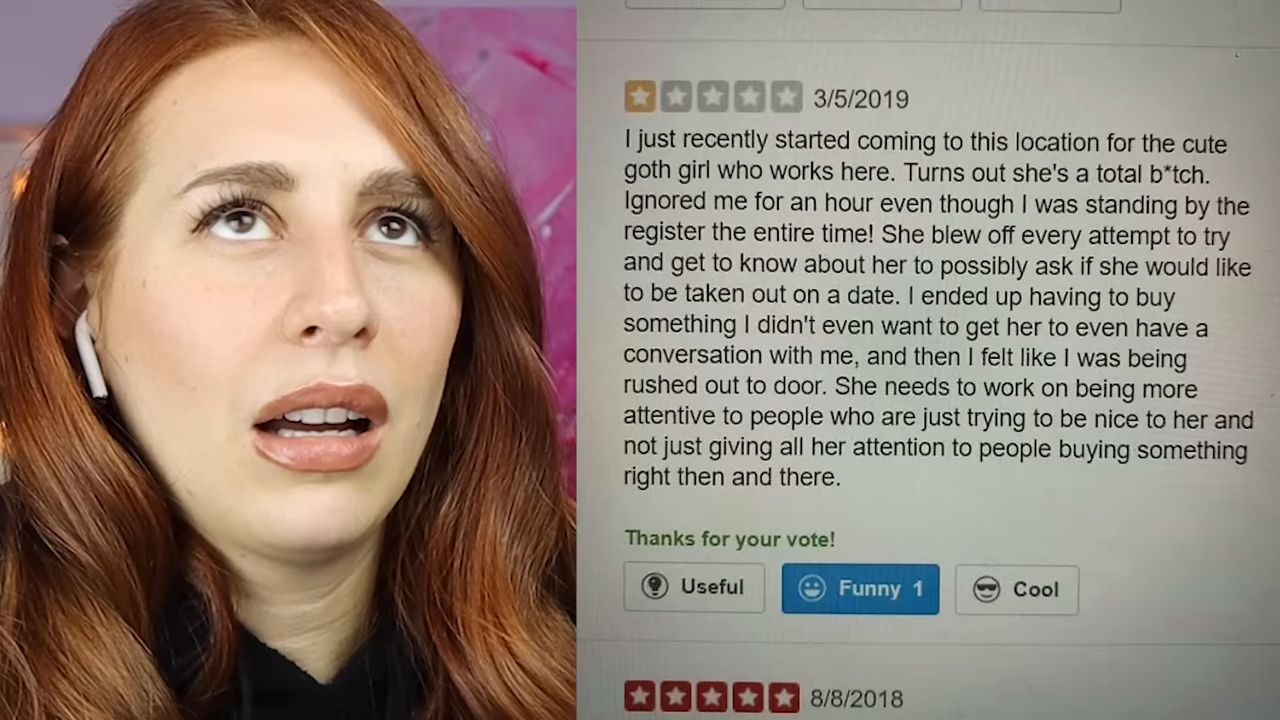 3/5/2019
I just recently started coming to this location for the cute
goth girl who works here. Turns out she's a total b*tch.
Ignored me for an hour even though I was standing by the
register the entire time! She blew off every attempt to try
and get to know about her to possibly ask if she would like
to be taken out on a date. I ended up having to buy
something I didn't even want to get her to even have a
conversation with me, and then I felt like I was being
rushed out to door. She needs to work on being more
attentive to people who are just trying to be nice to her and
not just giving all her attention to people buying something
right then and there.
Thanks for your vote!
Useful Funny 1 Cool
8/8/2018